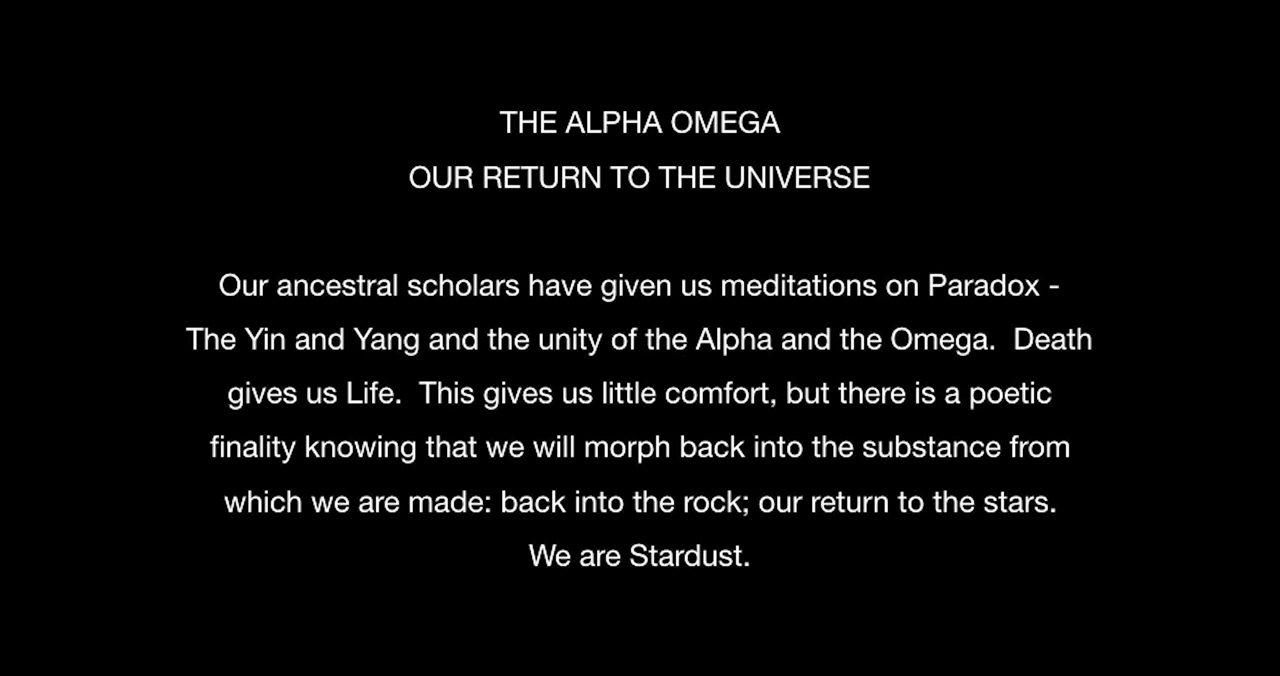 THE ALPHA OMEGA
OUR RETURN TO THE UNIVERSE
Our ancestral scholars have given us meditations on Paradox -
The Yin and Yang and the unity of the Alpha and the Omega.  Death
gives us Life.  This gives us little comfort, but there is a poetic
finality knowing that we will morph back into the substance from
which we are made: back into the rock; our return to the stars.
We are Stardust.